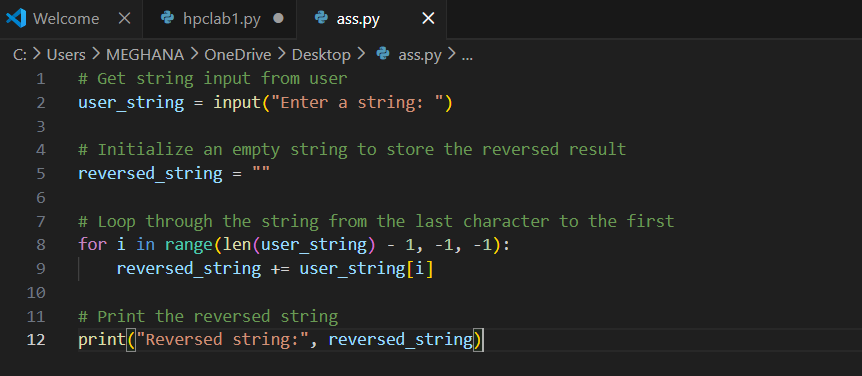 Welcome
hpclab1.py
ass.py
C: > Users > MEGHANA > OneDrive > Desktop > ass.py > ...
1 # Get string input from user
2 user_string = input("Enter a string: ")
3
4 # Initialize an empty string to store the reversed result
5 reversed_string = ""
6
7 # Loop through the string from the last character to the first
8 for i in range(len(user_string) - 1, -1, -1):
9     reversed_string += user_string[i]
10
11 # Print the reversed string
12 print("Reversed string:", reversed_string)